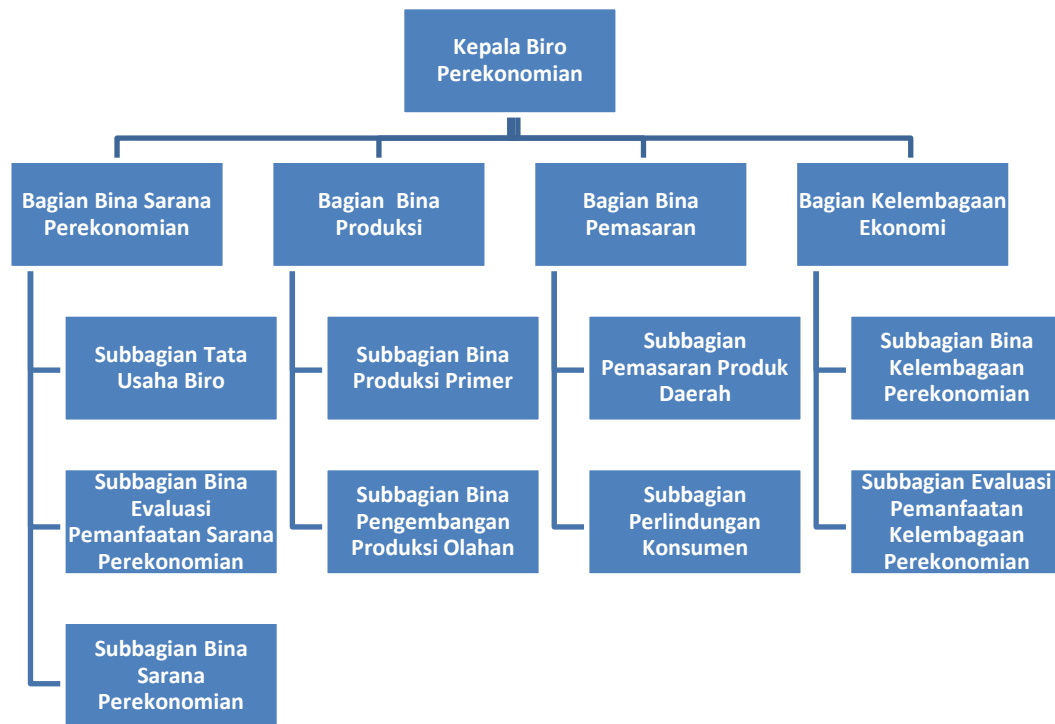 Kepala Biro
Perekonomian
Bagian Bina Sarana
Perekonomian
Bagian  Bina
Produksi
Bagian Bina
Pemasaran
Bagian Kelembagaan
Ekonomi
Subbagian Tata
Usaha Biro
Subbagian Bina
Produksi Primer
Subbagian
Pemasaran Produk
Daerah
Subbagian Bina
Kelembagaan
Perekonomian
Subbagian Bina
Evaluasi
Pemanfaatan Sarana
Perekonomian
Subbagian Bina
Pengembangan
Produksi Olahan
Subbagian
Perlindungan
Konsumen
Subbagian Evaluasi
Pemanfaatan
Kelembagaan
Perekonomian
Subbagian Bina
Sarana
Perekonomian